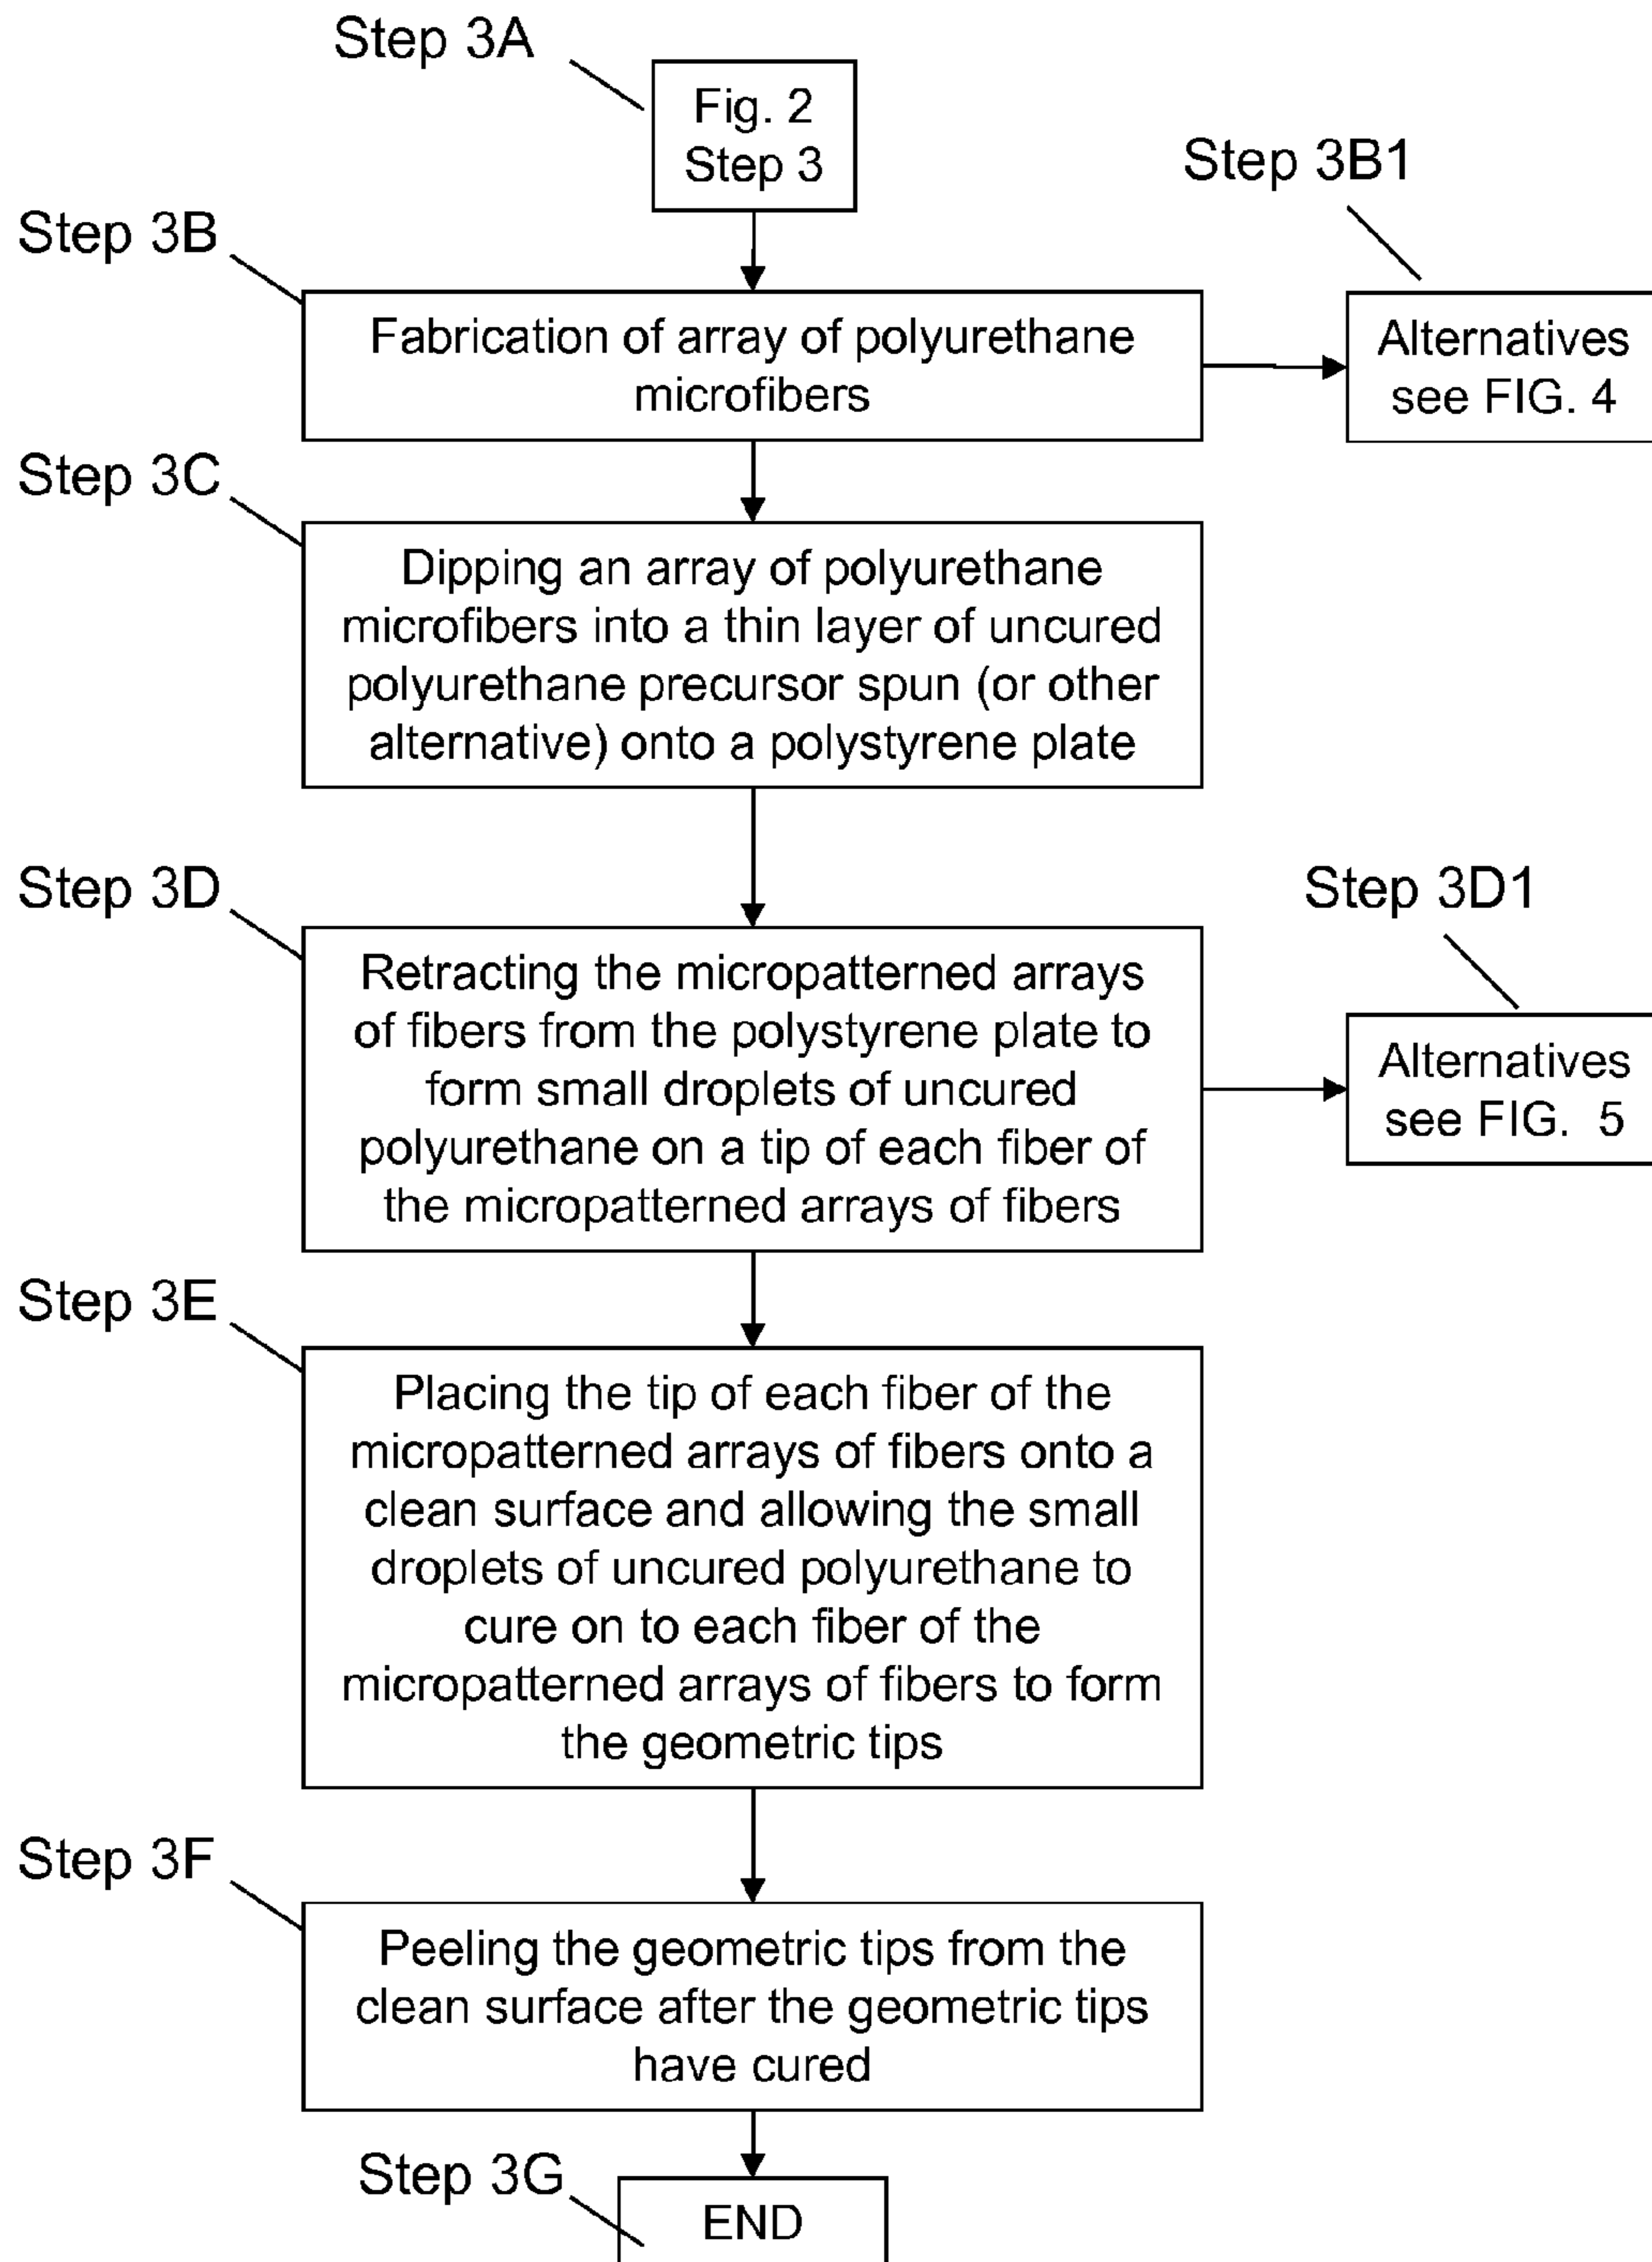 Step 3A
Fig. 2
Step 3
Step 3B1
Step 3B
Fabrication of array of polyurethane
microfibers
Alternatives
see FIG. 4
Step 3C
Dipping an array of polyurethane
microfibers into a thin layer of uncured
polyurethane precursor spun (or other
alternative) onto a polystyrene plate
Step 3D
Step 3D1
Retracting the micropatterned arrays
of fibers from the polystyrene plate to
form small droplets of uncured
polyurethane on a tip of each fiber of
the micropatterned arrays of fibers
Alternatives
see FIG. 5
Step 3E
Placing the tip of each fiber of the
micropatterned arrays of fibers onto a
clean surface and allowing the small
droplets of uncured polyurethane to
cure on to each fiber of the
micropatterned arrays of fibers to form
the geometric tips
Step 3F
Peeling the geometric tips from the
clean surface after the geometric tips
have cured
Step 3G
END